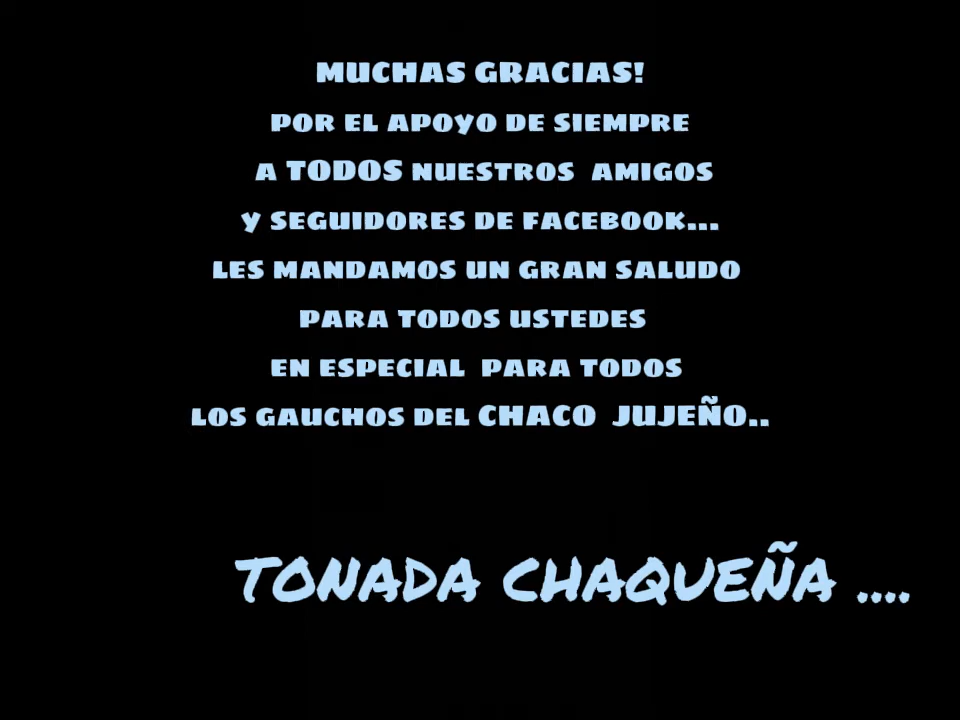 MUCHAS GRACIAS!
POR EL APOYO DE SIEMPRE
A TODOS NUESTROS AMIGOS
Y SEGUIDORES DE FACEBOOK...
LES MANDAMOS UN GRAN SALUDO
PARA TODOS USTEDES
EN ESPECIAL PARA TODOS
LOS GAUCHOS DEL CHACO JUJEÑO..
TONADA CHAQUEÑA ....